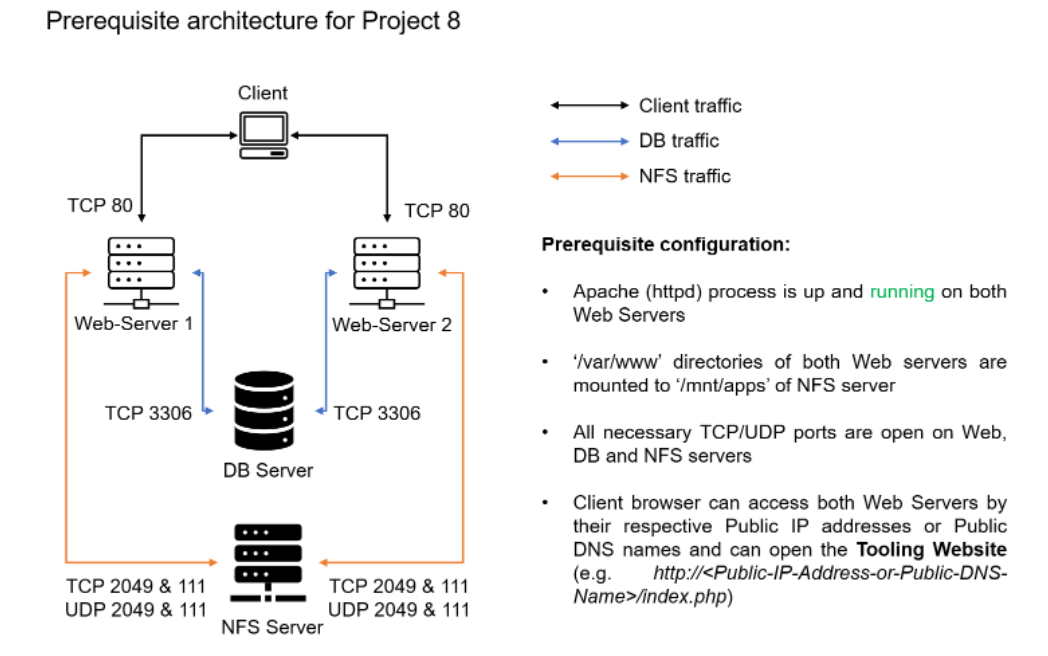 Prerequisite architecture for Project 8
Client
TCP 80
TCP 80
Web-Server 1
Web-Server 2
TCP 3306
TCP 3306
DB Server
TCP 2049 & 111
UDP 2049 & 111
TCP 2049 & 111
UDP 2049 & 111
NFS Server
Client traffic
DB traffic
NFS traffic
Prerequisite configuration:
• Apache (httpd) process is up and running on both
Web Servers
• ‘/var/www’ directories of both Web servers are
mounted to ‘/mnt/apps’ of NFS server
• All necessary TCP/UDP ports are open on Web,
DB and NFS servers
• Client browser can access both Web Servers by
their respective Public IP addresses or Public
DNS names and can open the Tooling Website
(e.g. http://<Public-IP-Address-or-Public-DNS-
Name>/index.php)